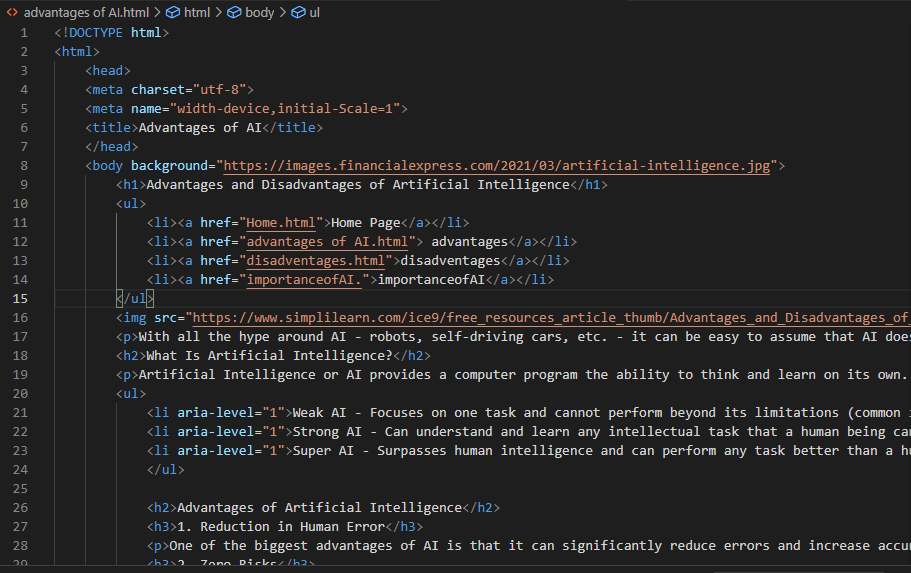 advantages of AI.html > html > body > ul
1 <!DOCTYPE html>
2 <html>
3 <head>
4 <meta charset="utf-8">
5 <meta name="width-device,initial-Scale=1">
6 <title>Advantages of AI</title>
7 </head>
8 <body background="https://images.financialexpress.com/2021/03/artificial-intelligence.jpg">
9 <h1>Advantages and Disadvantages of Artificial Intelligence</h1>
10 <ul>
11 <li><a href="Home.html">Home Page</a></li>
12 <li><a href="advantages of AI.html"> advantages</a></li>
13 <li><a href="disadventages.html">disadventages</a></li>
14 <li><a href="importanceofAI.">importanceofAI</a></li>
15 </ul>
16 <img src="https://www.simplilearn.com/ice9/free_resources_article_thumb/Advantages_and_Disadvantages_of_
17 <p>With all the hype around AI - robots, self-driving cars, etc. - it can be easy to assume that AI does
18 <h2>What Is Artificial Intelligence?</h2>
19 <p>Artificial Intelligence or AI provides a computer program the ability to think and learn on its own.
20 <ul>
21 <li aria-level="1">Weak AI - Focuses on one task and cannot perform beyond its limitations (common
22 <li aria-level="1">Strong AI - Can understand and learn any intellectual task that a human being can
23 <li aria-level="1">Super AI - Surpasses human intelligence and can perform any task better than a
24 </ul>
25
26 <h2>Advantages of Artificial Intelligence</h2>
27 <h3>1. Reduction in Human Error</h3>
28 <p>One of the biggest advantages of AI is that it can significantly reduce errors and increase accu
29 <h3>2. Zero Risks</h3>